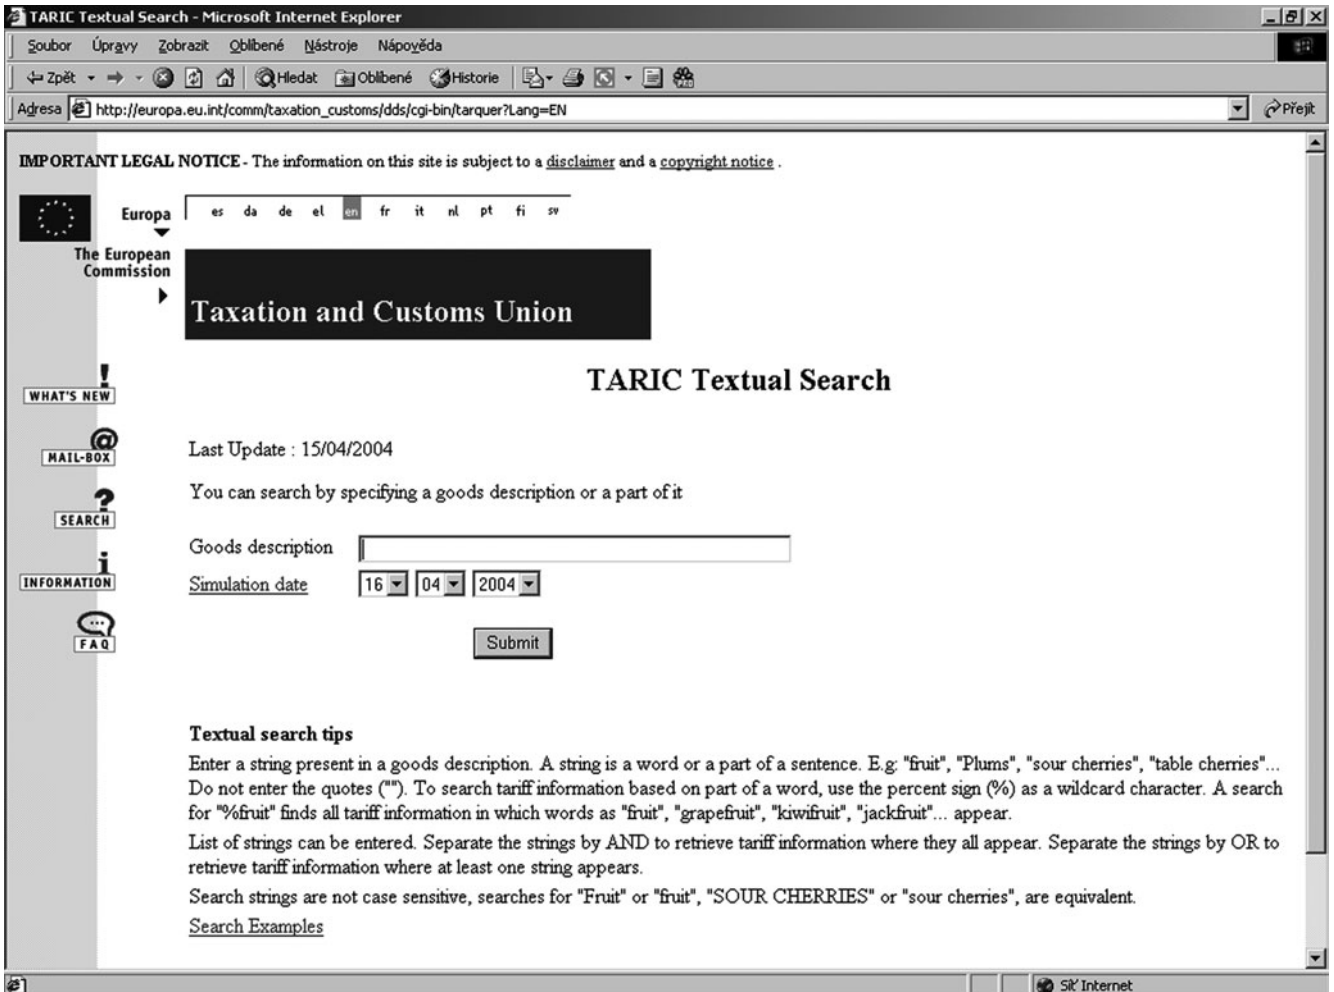 TARIC Textual Search - Microsoft Internet Explorer
Soubor Úpravy Zobrazit Oblíbené Nástroje Nápověda
Zpět Hledat Oblíbené Historie
Adresa http://europa.eu.int/comm/taxation_customs/dds/cgi-bin/tarquer?Lang=EN Přejít
IMPORTANT LEGAL NOTICE - The information on this site is subject to a disclaimer and a copyright notice .
Europa es da de el en fr it nl pt fi sv
The European
Commission
Taxation and Customs Union
TARIC Textual Search
WHAT'S NEW
MAIL-BOX
SEARCH
INFORMATION
FAQ
Last Update : 15/04/2004
You can search by specifying a goods description or a part of it
Goods description
Simulation date 16 04 2004
Submit
Textual search tips
Enter a string present in a goods description. A string is a word or a part of a sentence. E.g: "fruit", "Plums", "sour cherries", "table cherries"...
Do not enter the quotes (""). To search tariff information based on part of a word, use the percent sign (%) as a wildcard character. A search
for "%fruit" finds all tariff information in which words as "fruit", "grapefruit", "kiwifruit", "jackfruit"... appear.
List of strings can be entered. Separate the strings by AND to retrieve tariff information where they all appear. Separate the strings by OR to
retrieve tariff information where at least one string appears.
Search strings are not case sensitive, searches for "Fruit" or "fruit", "SOUR CHERRIES" or "sour cherries", are equivalent.
Search Examples
Síť Internet